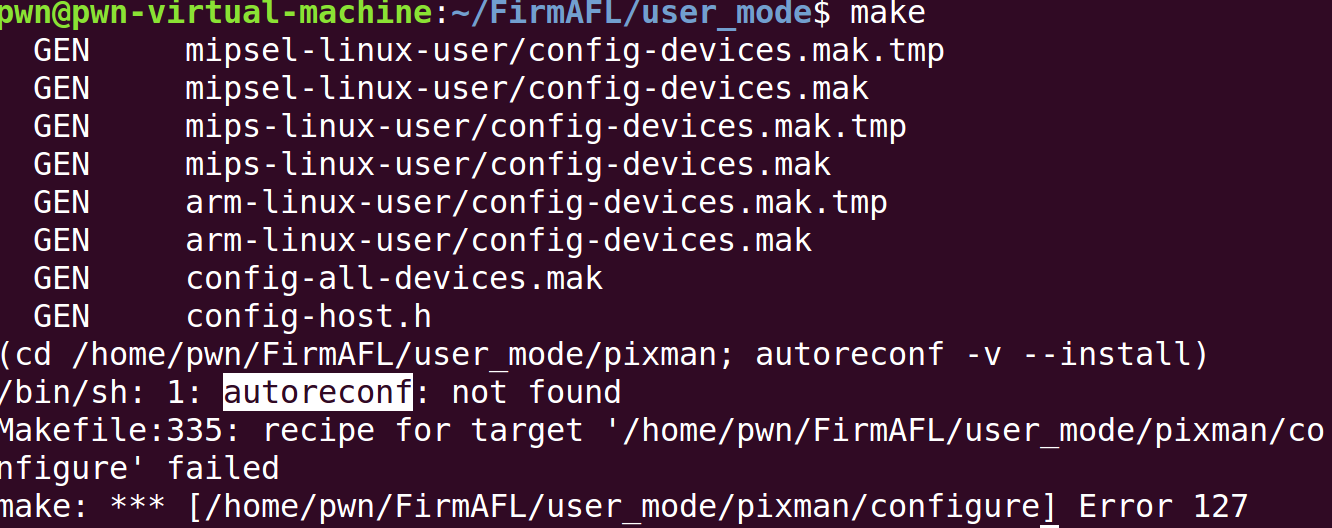 pwn@pwn-virtual-machine:~/FirmAFL/user_mode$ make
  GEN     mipsel-linux-user/config-devices.mak.tmp
  GEN     mipsel-linux-user/config-devices.mak
  GEN     mips-linux-user/config-devices.mak.tmp
  GEN     mips-linux-user/config-devices.mak
  GEN     arm-linux-user/config-devices.mak.tmp
  GEN     arm-linux-user/config-devices.mak
  GEN     config-all-devices.mak
  GEN     config-host.h
(cd /home/pwn/FirmAFL/user_mode/pixman; autoreconf -v --install)
/bin/sh: 1: autoreconf: not found
Makefile:335: recipe for target '/home/pwn/FirmAFL/user_mode/pixman/co
nfigure' failed
make: *** [/home/pwn/FirmAFL/user_mode/pixman/configure] Error 127